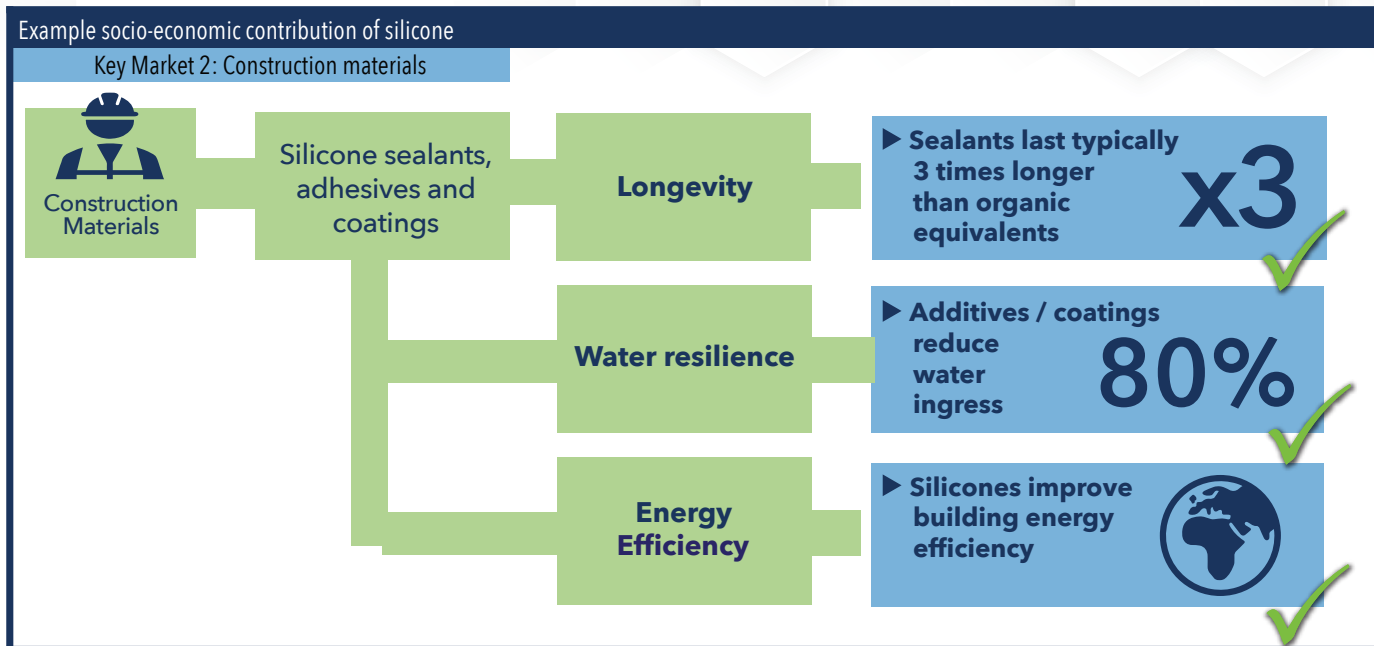 Example socio-economic contribution of silicone
Key Market 2: Construction materials
Construction
Materials
Silicone sealants,
adhesives and
coatings
Longevity
▶ Sealants last typically
3 times longer
than organic
equivalents
x3
Water resilience
▶ Additives / coatings
reduce
water
ingress
80%
Energy
Efficiency
▶ Silicones improve
building energy
efficiency